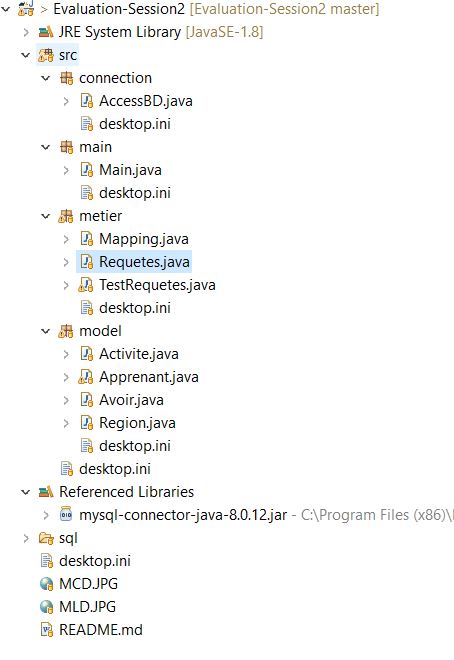 > Evaluation-Session2 [Evaluation-Session2 master]
JRE System Library [JavaSE-1.8]
src
connection
AccessBD.java
desktop.ini
main
Main.java
desktop.ini
metier
Mapping.java
Requetes.java
TestRequetes.java
desktop.ini
model
Activite.java
Apprenant.java
Avoir.java
Region.java
desktop.ini
desktop.ini
Referenced Libraries
mysql-connector-java-8.0.12.jar - C:\Program Files (x86)\
sql
desktop.ini
MCD.JPG
MLD.JPG
README.md